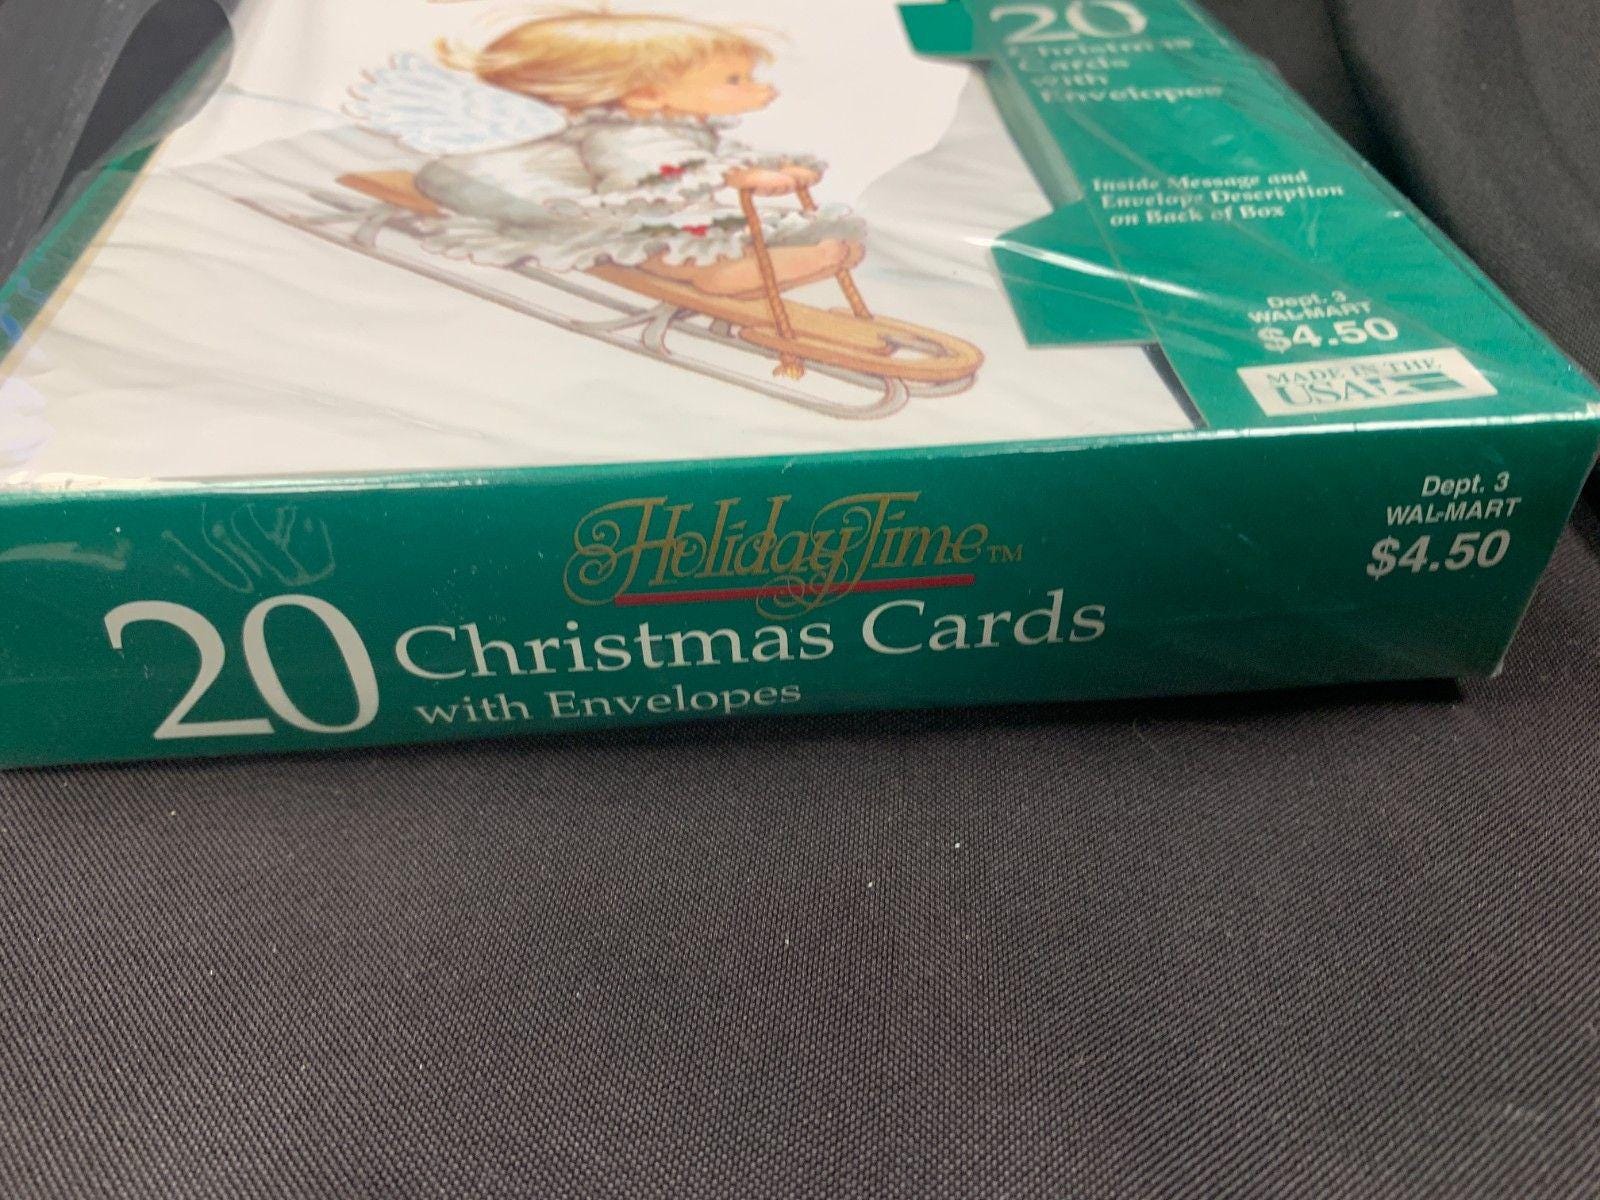 20
Christmas
Cards
with
Envelopes
Inside Message and
Envelope Description
on Back of Box
Dept. 3
WAL-MART
$4.50
MADE IN THE
USA
HolidayTime™
20 Christmas Cards
with Envelopes
Dept. 3
WAL-MART
$4.50